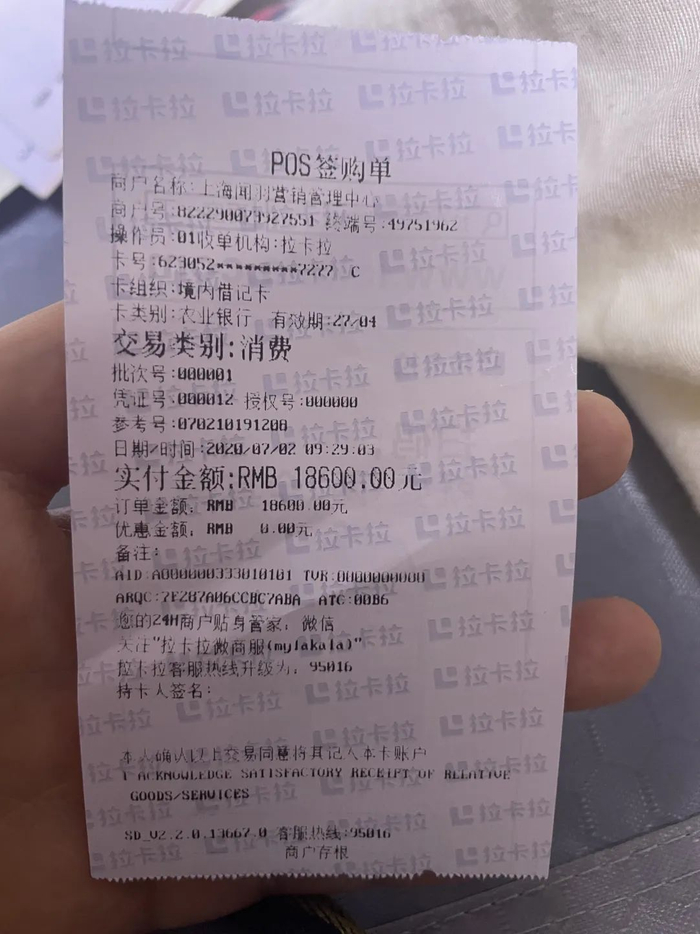 POS签购单
商户名称:上海闻羽营销管理中心
商户号:822290073927551 终端号:49751962
操作员:01收单机构:拉卡拉
卡号:623052*********7277 C
卡组织:境内借记卡
卡类别:农业银行 有效期:27/04
交易类别:消费
批次号:000001
凭证号:000012 授权号:000000
参考号:070210191208
日期/时间:2020/07/02 09:29:03
实付金额:RMB 18600.00元
订单金额: RMB 18600.00元
优惠金额: RMB 0.00元
备注:
AID:A000000333010101 TVR:0000000000
ARQC:7F287A06CCBC7ABA ATC:00B6
您的24H商户贴身管家, 微信
关注"拉卡拉微商服(mylakala)"
拉卡拉客服热线升级为: 95016
持卡人签名:
本人确认以上交易同意将其记入本卡账户
I ACKNOWLEDGE SATISFACTORY RECEIPT OF RELATIVE
GOODS/SERVICES
SD_V2.2.0.13667.0 客服热线:95016
商户存根